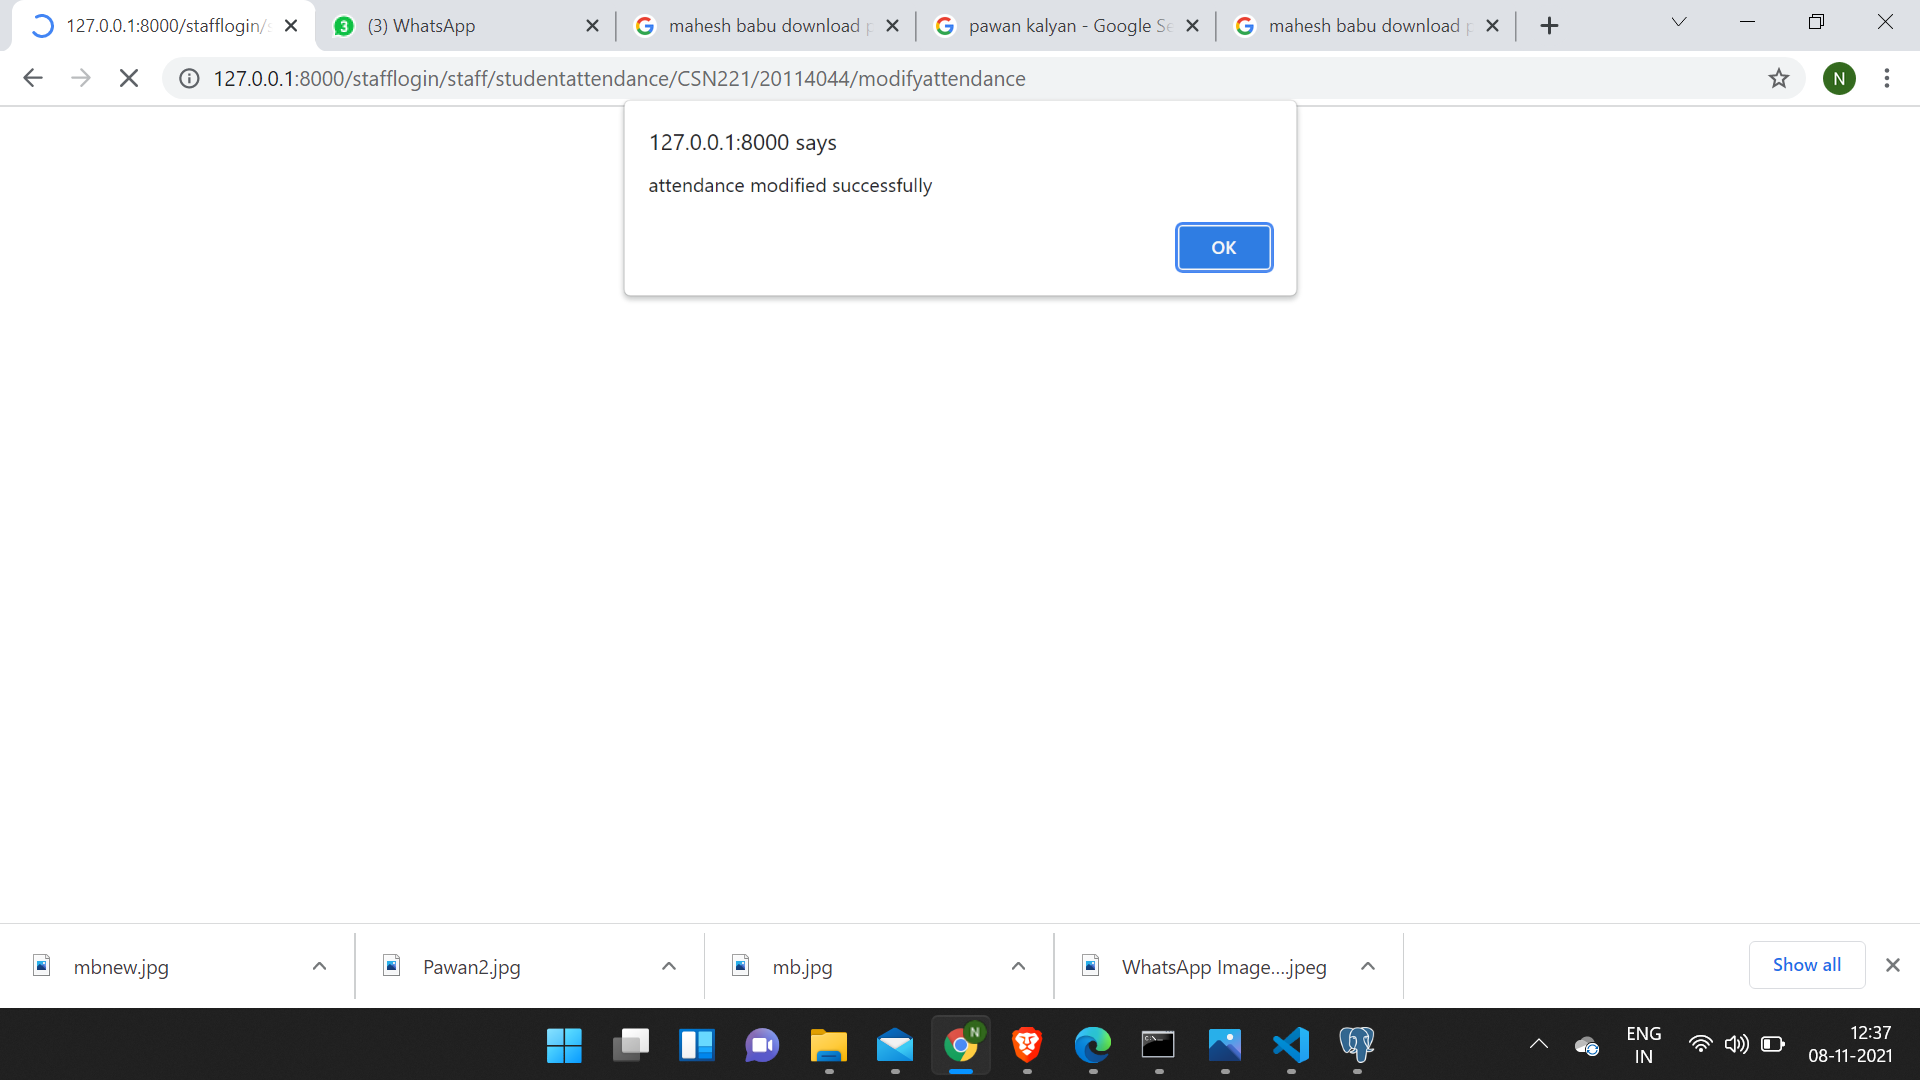 127.0.0.1:8000/stafflogin/
3
(3) WhatsApp
mahesh babu download
pawan kalyan - Google
mahesh babu download
127.0.0.1:8000/stafflogin/staff/studentattendance/CSN221/20114044/modifyattendance
N
127.0.0.1:8000 says
attendance modified successfully
OK
mbnew.jpg
Pawan2.jpg
mb.jpg
WhatsApp Image....jpeg
Show all
N
ENG
IN
12:37
08-11-2021